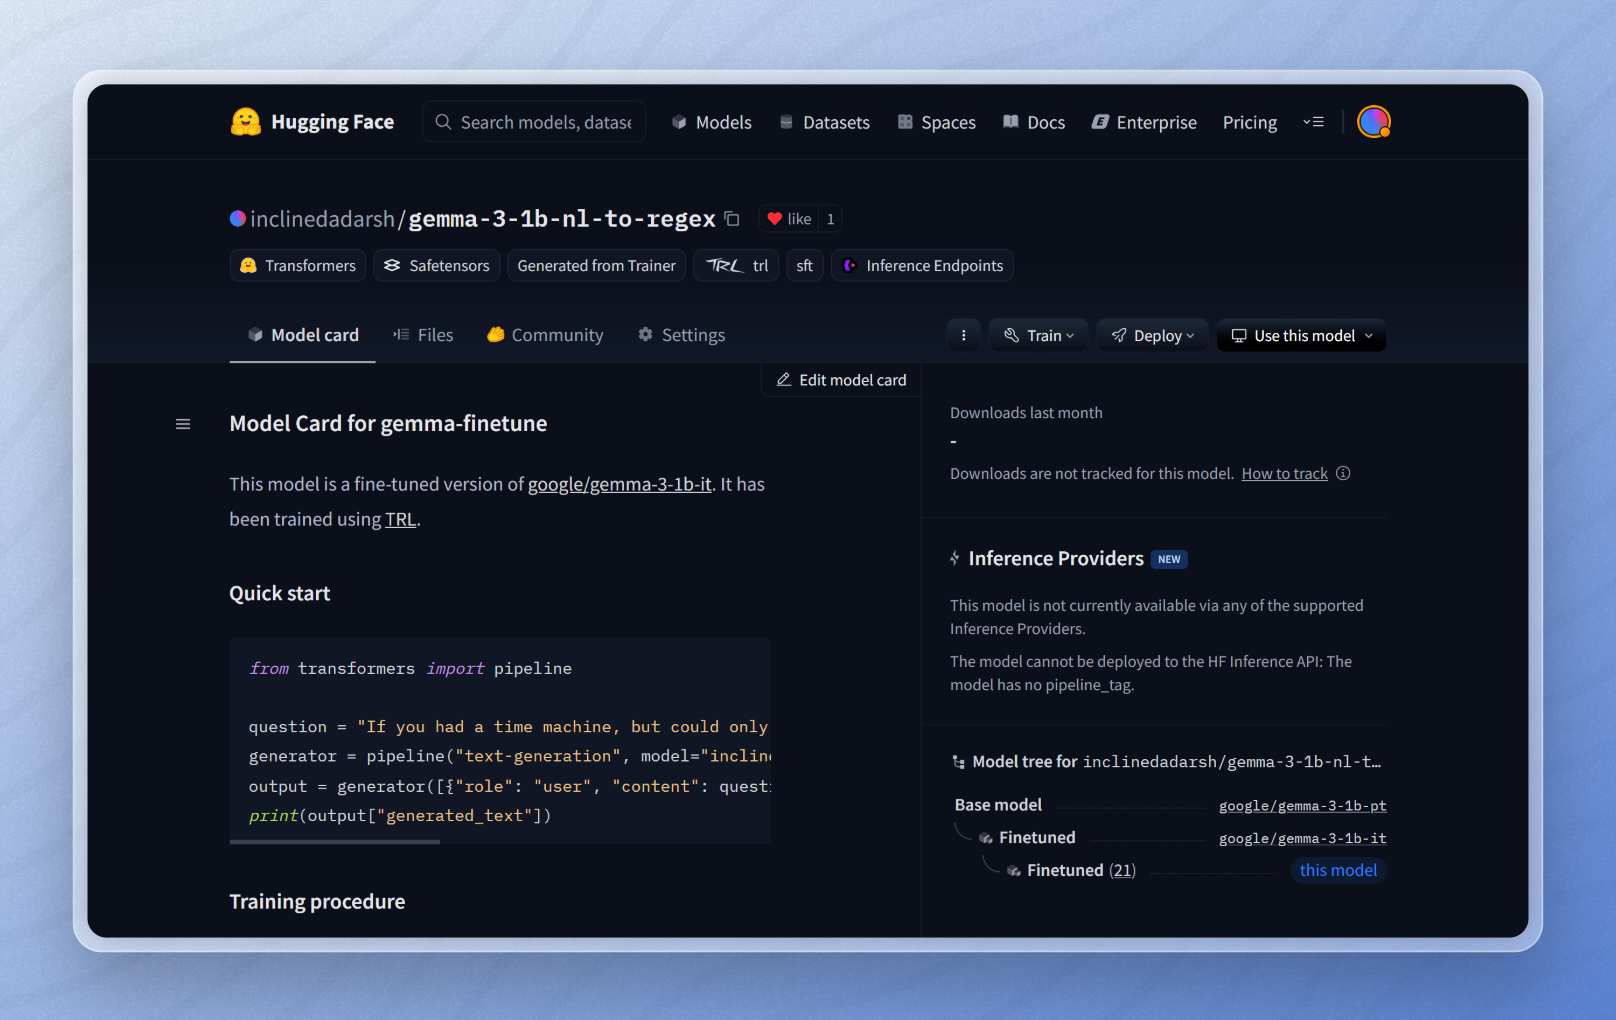 Hugging Face
Search models, datase
Models
Datasets
Spaces
Docs
Enterprise
Pricing
inclinedadarsh/gemma-3-1b-nl-to-regex
like 1
Transformers
Safetensors
Generated from Trainer
TRL trl
sft
Inference Endpoints
Model card
Files
Community
Settings
Train
Deploy
Use this model
Edit model card
Model Card for gemma-finetune
This model is a fine-tuned version of google/gemma-3-1b-it. It has
been trained using TRL.
Quick start
from transformers import pipeline
question = "If you had a time machine, but could only
generator = pipeline("text-generation", model="incline
output = generator([{"role": "user", "content": questi
print(output["generated_text"])
Training procedure
Downloads last month
-
Downloads are not tracked for this model. How to track
Inference Providers NEW
This model is not currently available via any of the supported
Inference Providers.
The model cannot be deployed to the HF Inference API: The
model has no pipeline_tag.
Model tree for inclinedadarsh/gemma-3-1b-nl-t…
Base model google/gemma-3-1b-pt
Finetuned google/gemma-3-1b-it
Finetuned (21) this model